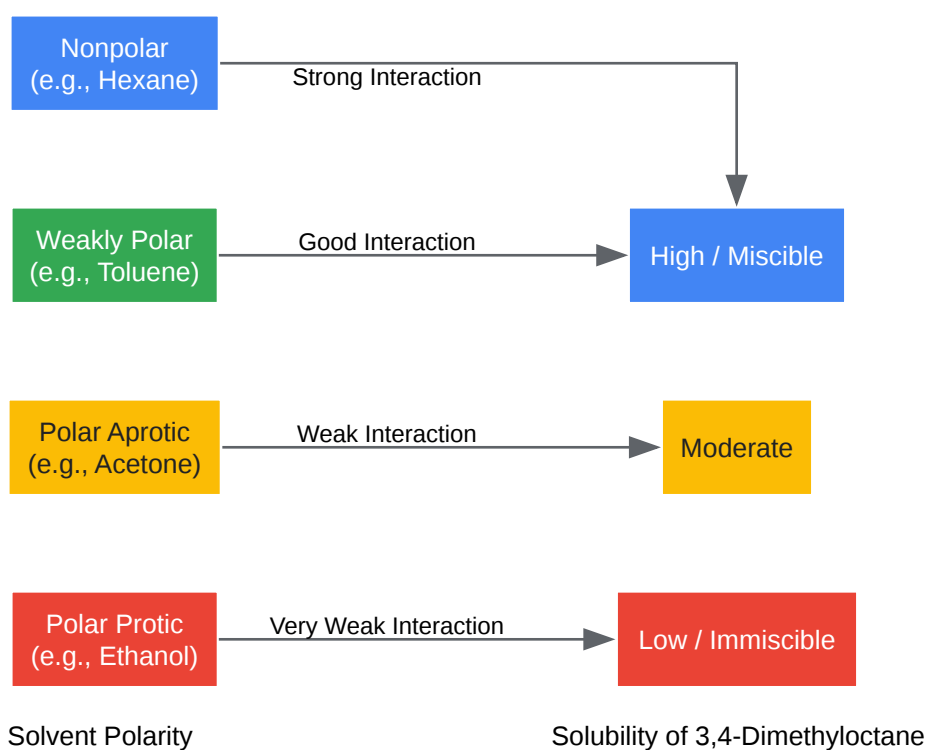 Nonpolar
(e.g., Hexane)
Strong Interaction
Weakly Polar
(e.g., Toluene)
Good Interaction
High / Miscible
Polar Aprotic
(e.g., Acetone)
Weak Interaction
Moderate
Polar Protic
(e.g., Ethanol)
Very Weak Interaction
Low / Immiscible
Solvent Polarity
Solubility of 3,4-Dimethyloctane